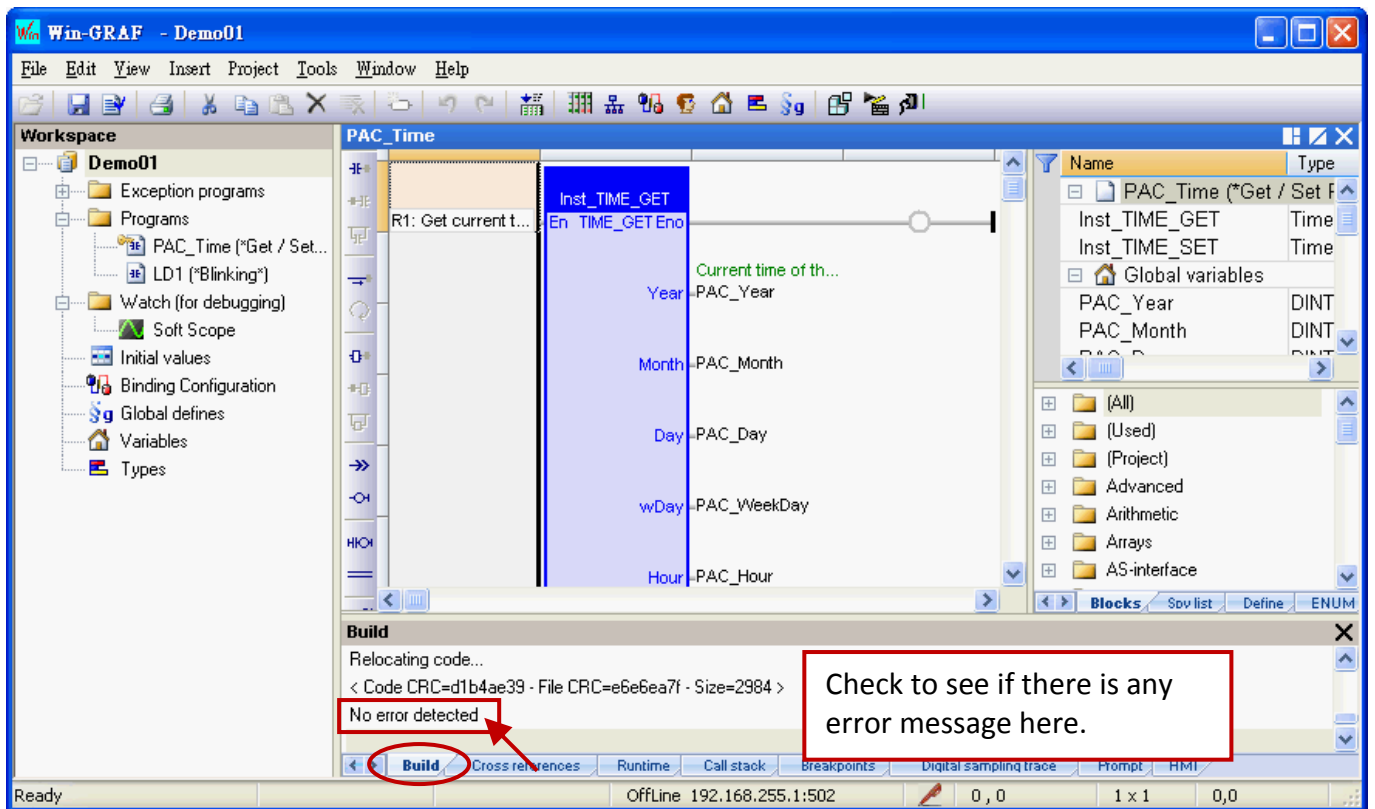 Win-GRAF - Demo01
File Edit View Insert Project Tools Window Help
Workspace
Demo01
Exception programs
Programs
PAC_Time (*Get / Set...
LD1 (*Blinking*)
Watch (for debugging)
Soft Scope
Initial values
Binding Configuration
Global defines
Variables
Types
PAC_Time
R1: Get current t...
Inst_TIME_GET
En TIME_GET Eno
Current time of th...
Year PAC_Year
Month PAC_Month
Day PAC_Day
wDay PAC_WeekDay
Hour PAC_Hour
Name Type
PAC_Time (*Get / Set
Inst_TIME_GET Time
Inst_TIME_SET Time
Global variables
PAC_Year DINT
PAC_Month DINT
(All)
(Used)
(Project)
Advanced
Arithmetic
Arrays
AS-interface
Blocks Spy list Define ENUM
Build
Relocating code...
< Code CRC=d1b4ae39 - File CRC=e6e6ea7f - Size=2984 >
No error detected
Check to see if there is any
error message here.
Build Cross references Runtime Call stack Breakpoints Digital sampling trace Prompt HMI
Ready OffLine 192.168.255.1:502 0 , 0 1 x 1 0,0